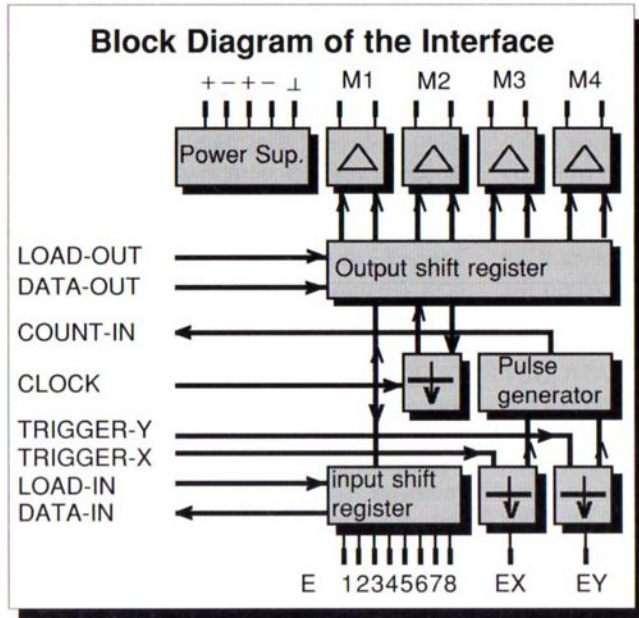 Block Diagram of the Interface
+ − + − ⊥ M1 M2 M3 M4
Power Sup.
LOAD-OUT
Output shift register
DATA-OUT
COUNT-IN
Pulse
generator
CLOCK
TRIGGER-Y
TRIGGER-X
LOAD-IN
input shift
register
DATA-IN
E 12345678 EX EY